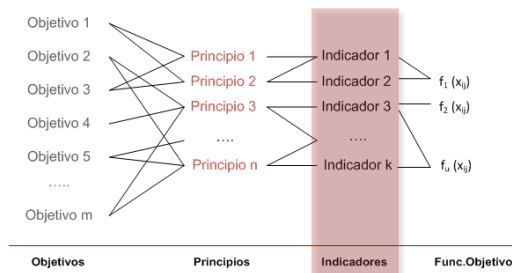 Objetivo 1
Objetivo 2
Objetivo 3
Objetivo 4
Objetivo 5
.....
Objetivo m
Principio 1
Principio 2
Principio 3
....
Principio n
Indicador 1
Indicador 2
Indicador 3
....
Indicador k
f1 (xij)
f2 (xij)
fu (xij)
Objetivos Principios Indicadores Func.Objetivo